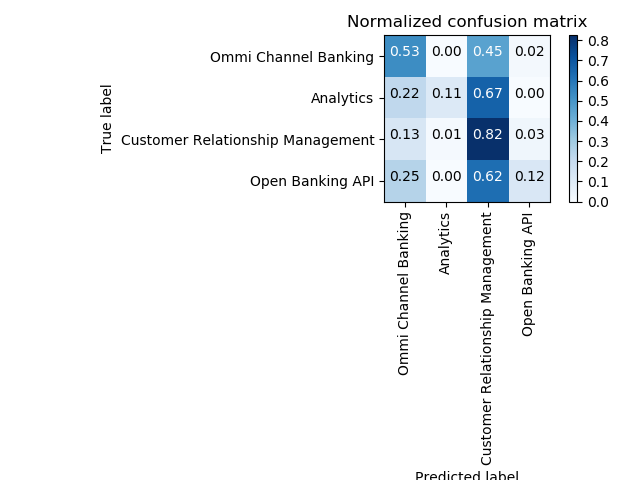 Normalized confusion matrix
True label
Ommi Channel Banking 0.53 0.00 0.45 0.02
Analytics 0.22 0.11 0.67 0.00
Customer Relationship Management 0.13 0.01 0.82 0.03
Open Banking API 0.25 0.00 0.62 0.12
0.8
0.7
0.6
0.5
0.4
0.3
0.2
0.1
0.0
Ommi Channel Banking
Analytics
Customer Relationship Management
Open Banking API
Predicted label